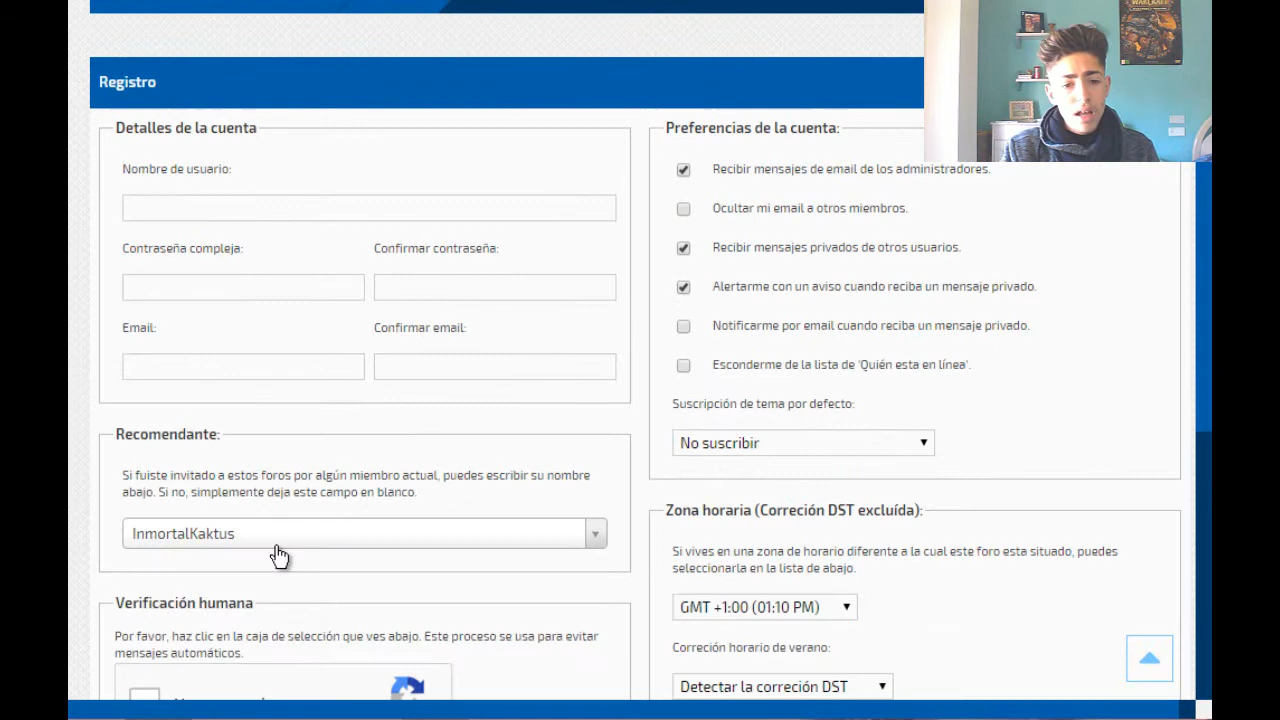 Registro
Detalles de la cuenta
Nombre de usuario:
Contraseña compleja:
Confirmar contraseña:
Email:
Confirmar email:
Recomendante:
Si fuiste invitado a estos foros por algún miembro actual, puedes escribir su nombre
abajo. Si no, simplemente deja este campo en blanco.
InmortalKaktus
Verificación humana
Por favor, haz clic en la caja de selección que ves abajo. Este proceso se usa para evitar
mensajes automáticos.
Preferencias de la cuenta:
Recibir mensajes de email de los administradores.
Ocultar mi email a otros miembros.
Recibir mensajes privados de otros usuarios.
Alertarme con un aviso cuando reciba un mensaje privado.
Notificarme por email cuando reciba un mensaje privado.
Esconderme de la lista de 'Quién esta en línea'.
Suscripción de tema por defecto:
No suscribir
Zona horaria (Correción DST excluída):
Si vives en una zona de horario diferente a la cual este foro esta situado, puedes
seleccionarla en la lista de abajo.
GMT +1:00 (01:10 PM)
Correción horario de verano:
Detectar la correción DST